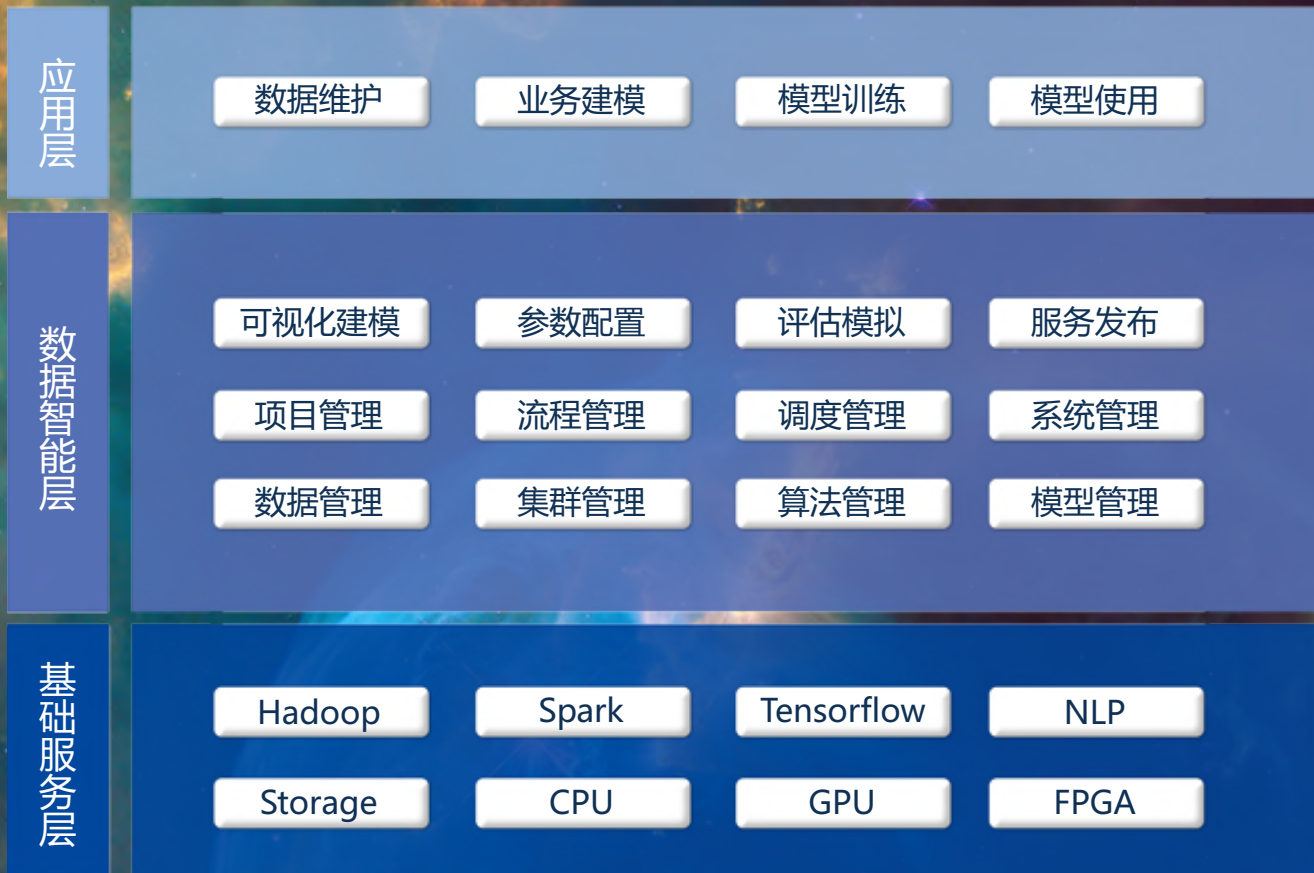 应用层
数据维护 业务建模 模型训练 模型使用
数据智能层
可视化建模 参数配置 评估模拟 服务发布
项目管理 流程管理 调度管理 系统管理
数据管理 集群管理 算法管理 模型管理
基础服务层
Hadoop Spark Tensorflow NLP
Storage CPU GPU FPGA